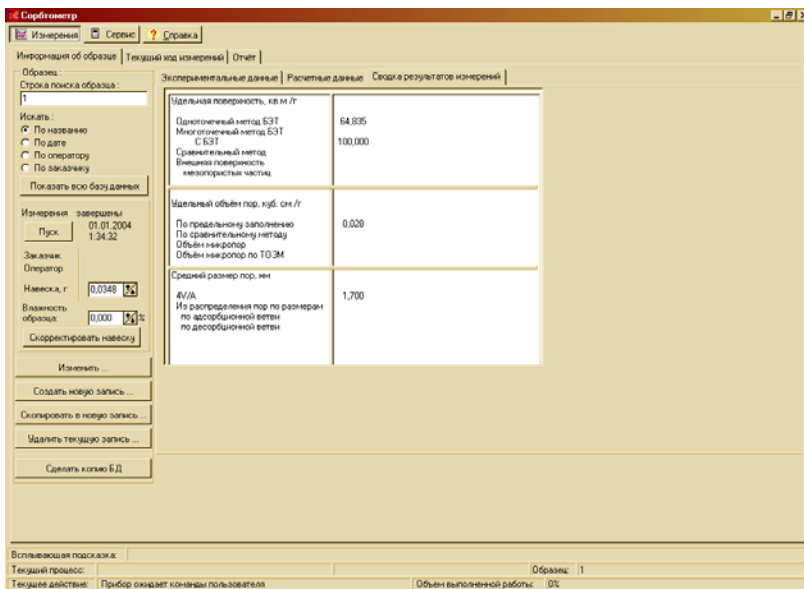 Сорбтометр
Измерения Сервис ? Справка
Информация об образце Текущий ход измерений Отчёт
Образец :
Строка поиска образца :
1
Искать :
По названию
По дате
По оператору
По заказчику
Показать всю базу данных
Измерения завершены
Пуск
01.01.2004
1:34:32
Заказчик
Оператор
Навеска, г 0,0348
Влажность
образца: 0,000 %
Скорректировать навеску
Изменить ...
Создать новую запись ...
Скопировать в новую запись ...
Удалить текущую запись ...
Сделать копию БД
Экспериментальные данные Расчетные данные Сводка результатов измерений
Удельная поверхность, кв.м /г
Одноточечный метод БЭТ 64,835
Многоточечный метод БЭТ
С БЭТ 100,000
Сравнительный метод
Внешняя поверхность
мезопористых частиц
Удельный объём пор, куб. см /г
По предельному заполнению 0,028
По сравнительному методу
Объём микропор
Объём микропор по ТОЗМ
Средний размер пор, нм
4V/A 1,700
Из распределения пор по размерам
по адсорбционной ветви
по десорбционной ветви
Всплывающая подсказка:
Текущий процесс: Образец: 1
Текущее действие: Прибор ожидает команды пользователя Объем выполненной работы: 0%